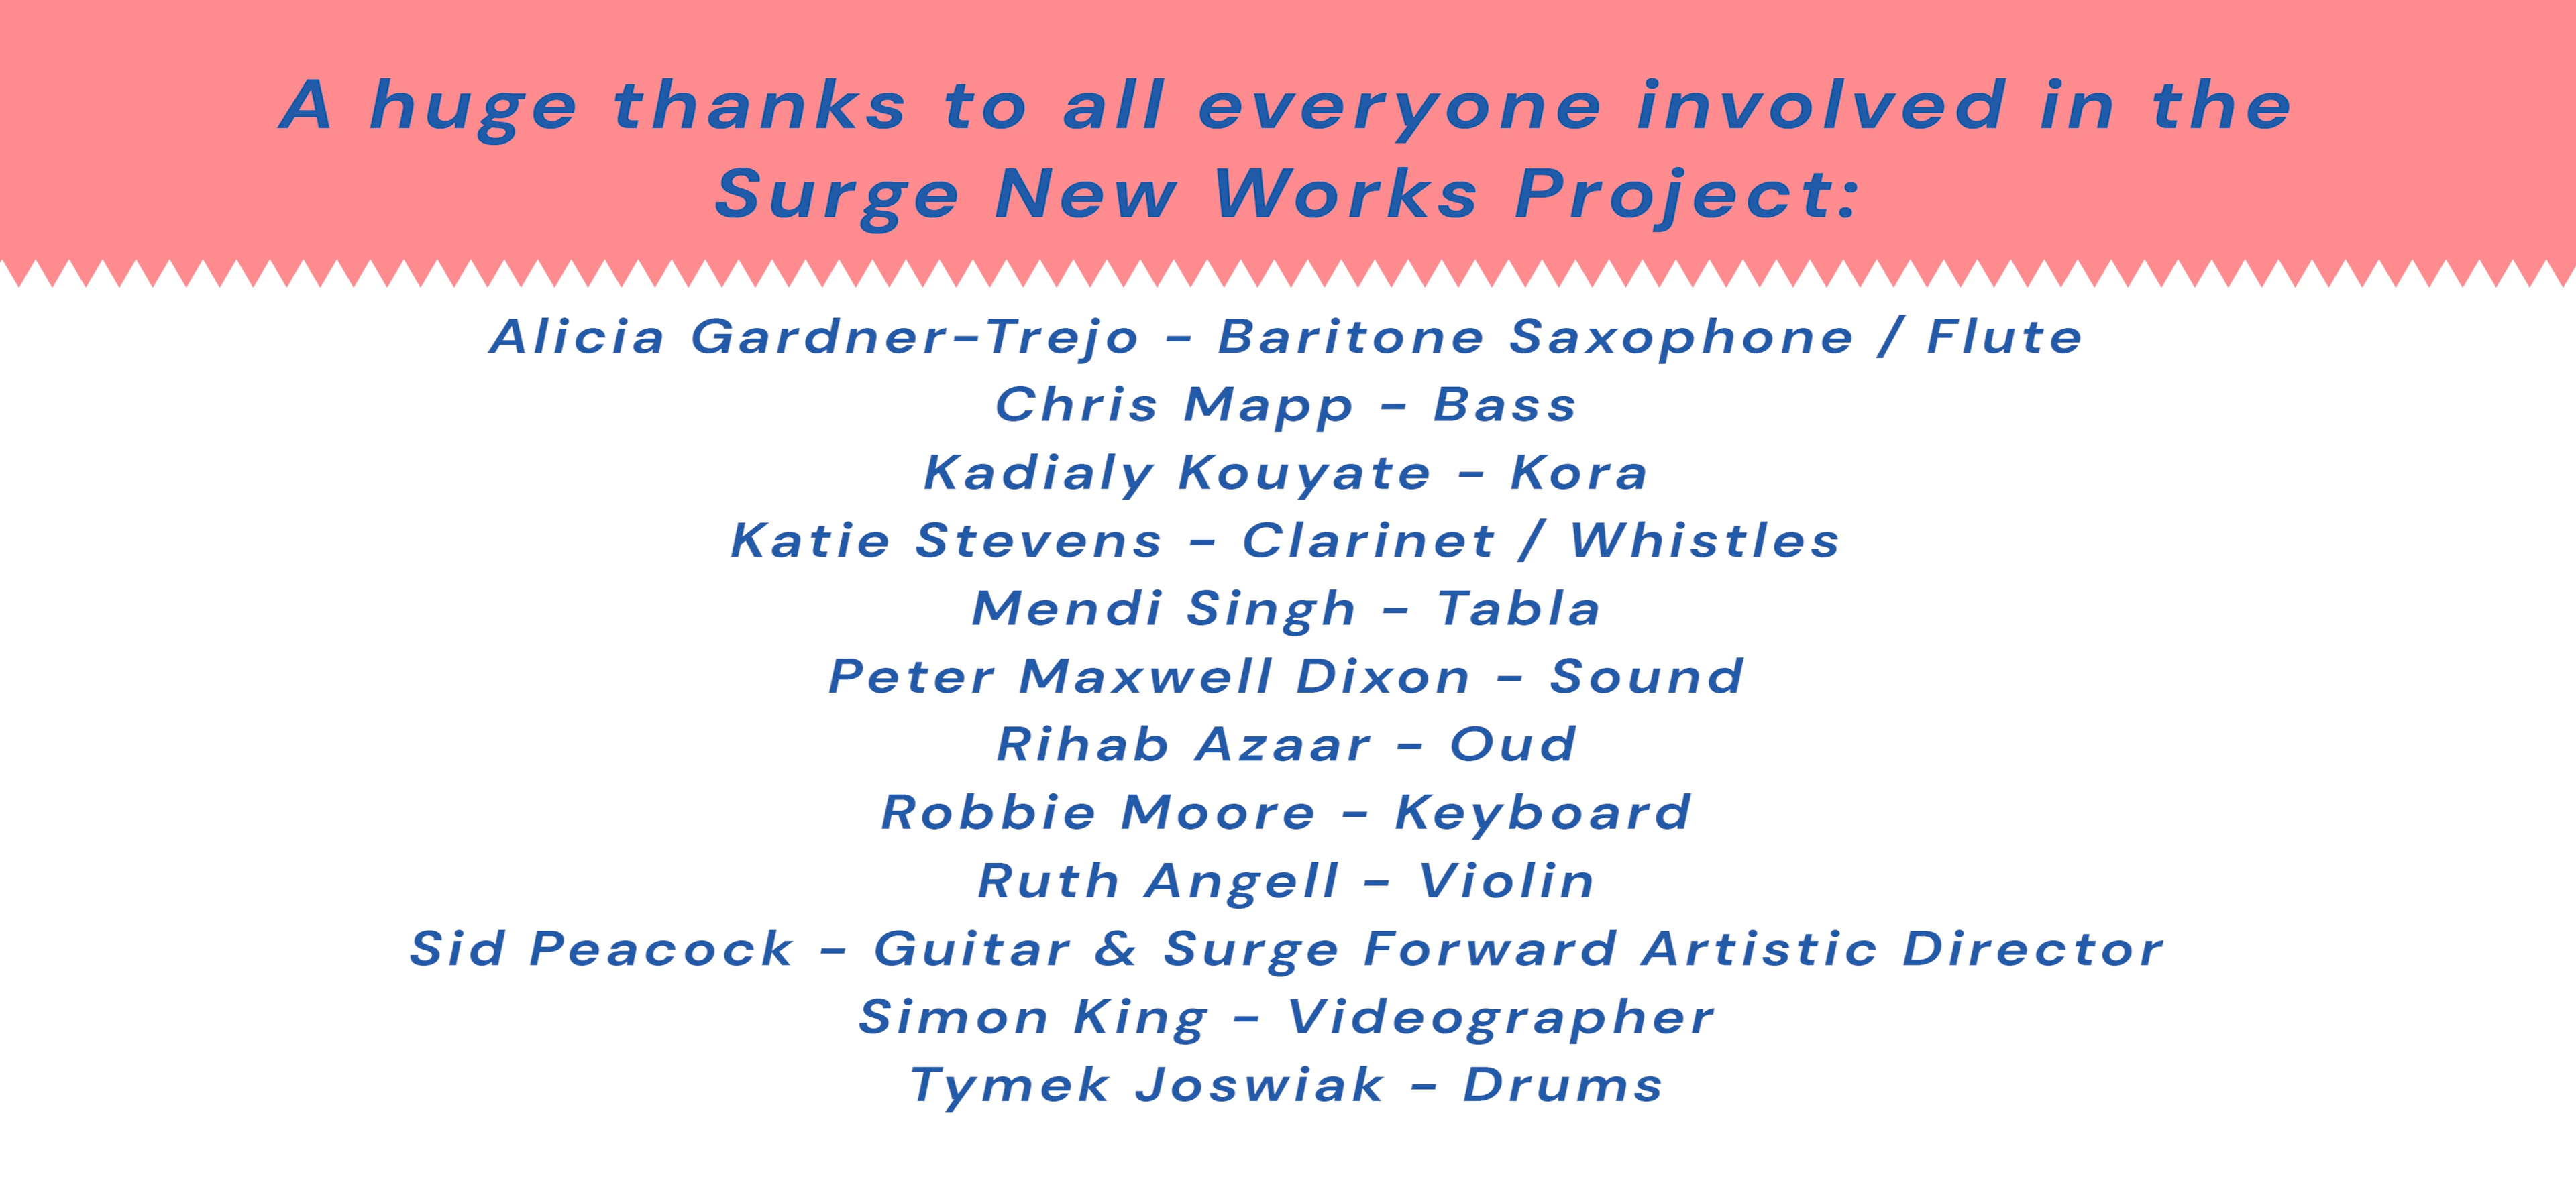 A huge thanks to all everyone involved in the
Surge New Works Project:
Alicia Gardner-Trejo - Baritone Saxophone / Flute
Chris Mapp - Bass
Kadialy Kouyate - Kora
Katie Stevens - Clarinet / Whistles
Mendi Singh - Tabla
Peter Maxwell Dixon - Sound
Rihab Azaar - Oud
Robbie Moore - Keyboard
Ruth Angell - Violin
Sid Peacock - Guitar & Surge Forward Artistic Director
Simon King - Videographer
Tymek Joswiak - Drums